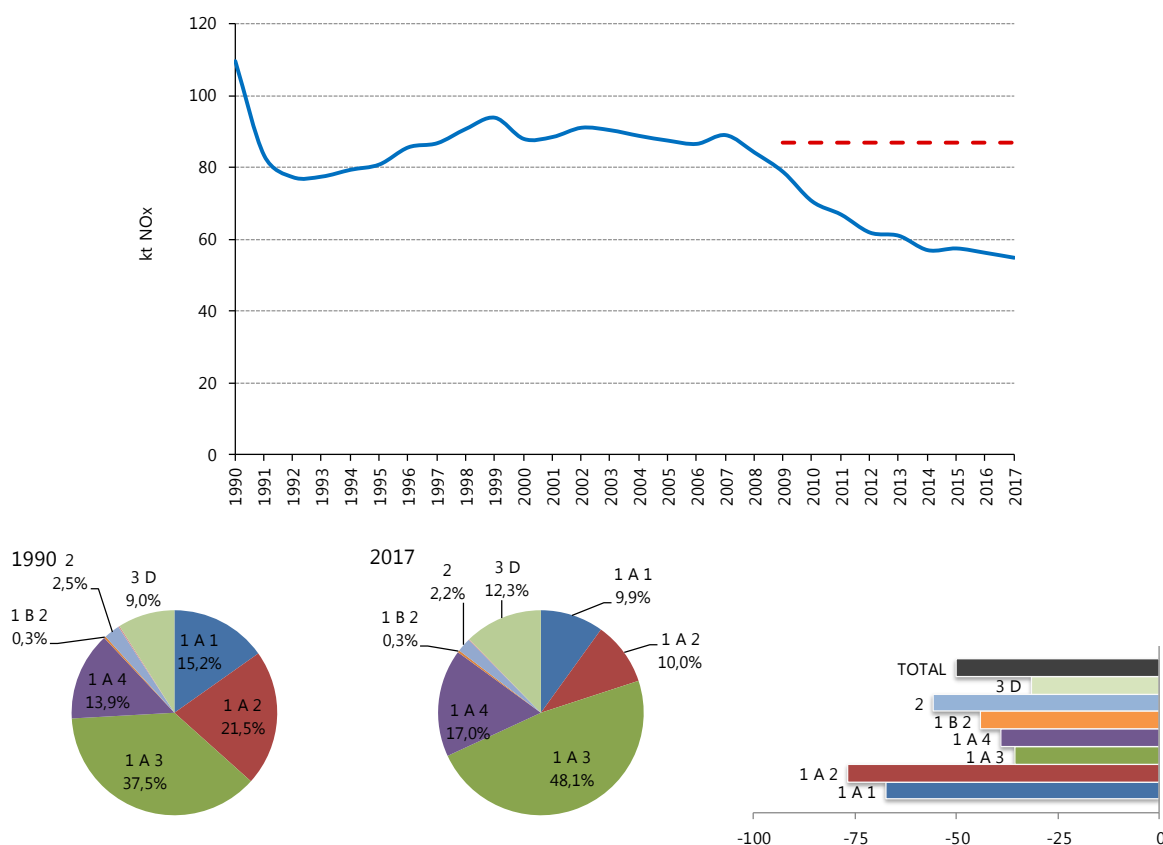 120
100
80
60
40
20
0
kt NOx
1990 1991 1992 1993 1994 1995 1996 1997 1998 1999 2000 2001 2002 2003 2004 2005 2006 2007 2008 2009 2010 2011 2012 2013 2014 2015 2016 2017
1990
2
2,5%
3 D
9,0%
1 B 2
0,3%
1 A 1
15,2%
1 A 4
13,9%
1 A 2
21,5%
1 A 3
37,5%
2017
2
2,2%
3 D
12,3%
1 A 1
9,9%
1 B 2
0,3%
1 A 2
10,0%
1 A 4
17,0%
1 A 3
48,1%
TOTAL
3 D
2
1 B 2
1 A 4
1 A 3
1 A 2
1 A 1
-100 -75 -50 -25 0